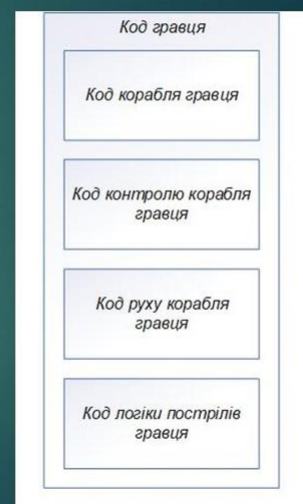 Код гравця
Код корабля гравця
Код контролю корабля
гравця
Код руху корабля
гравця
Код логіки пострілів
гравця